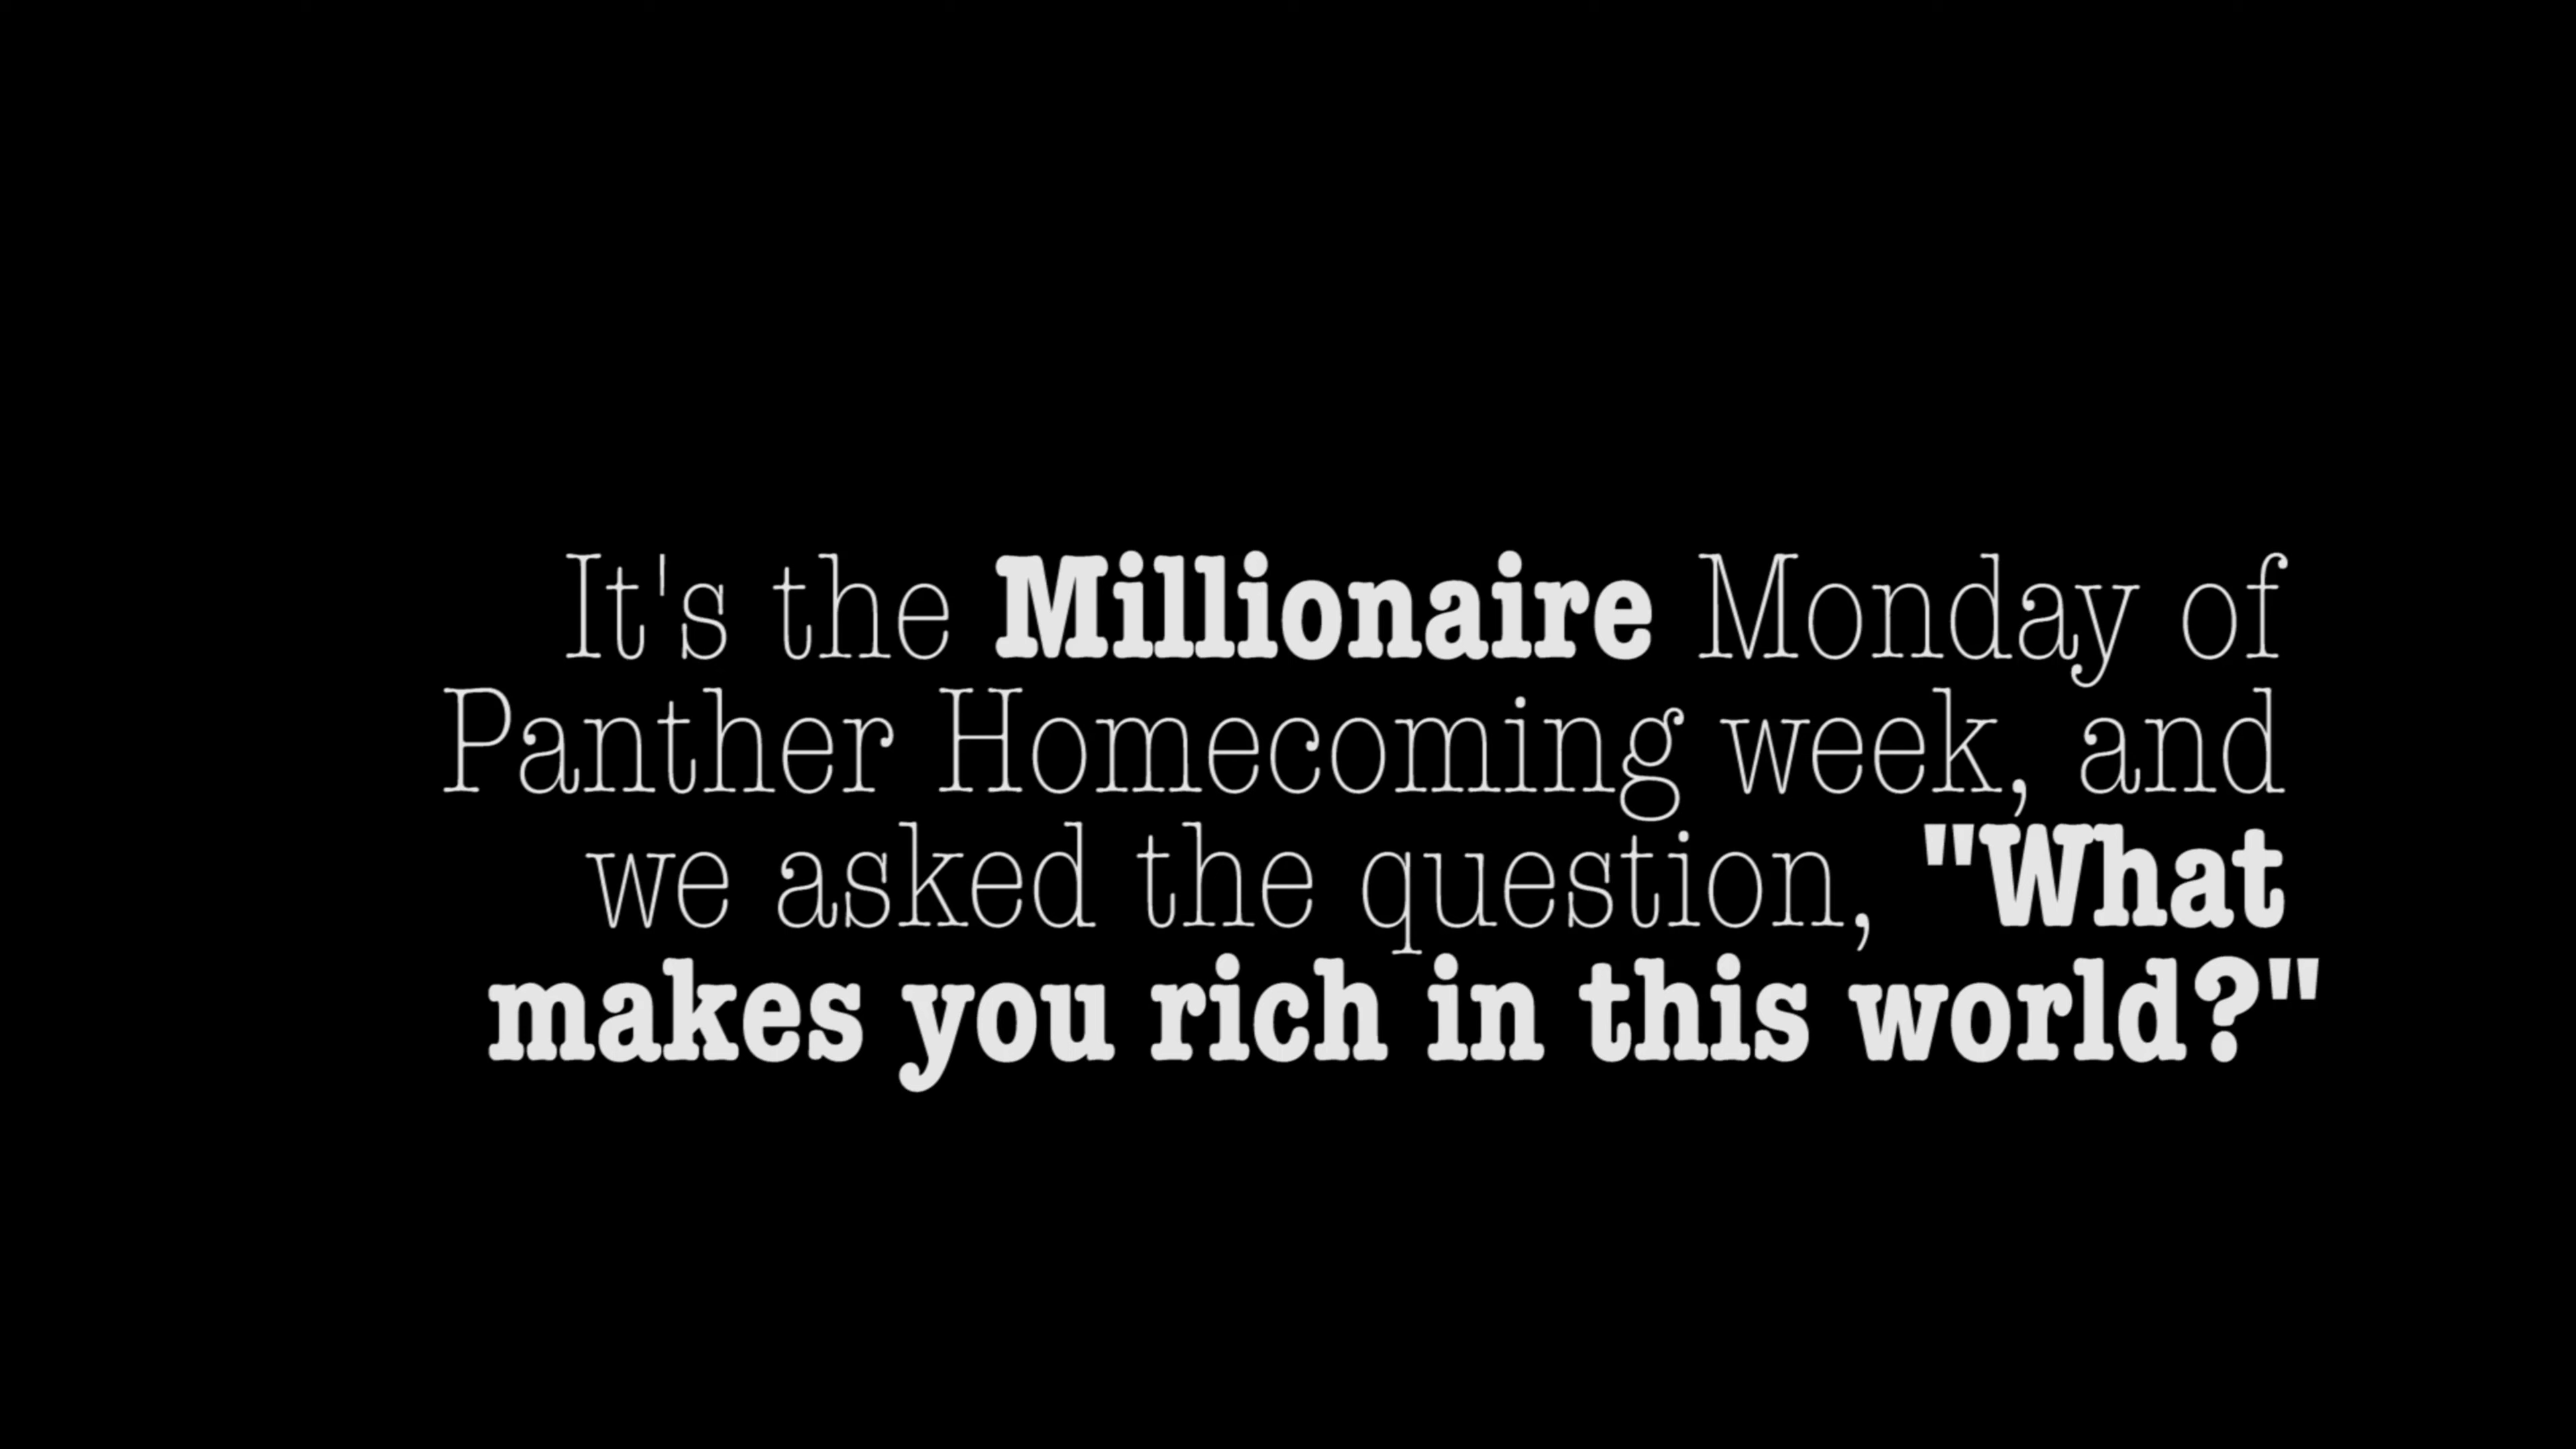 It's the Millionaire Monday of
Panther Homecoming week, and
we asked the question, "What
makes you rich in this world?"